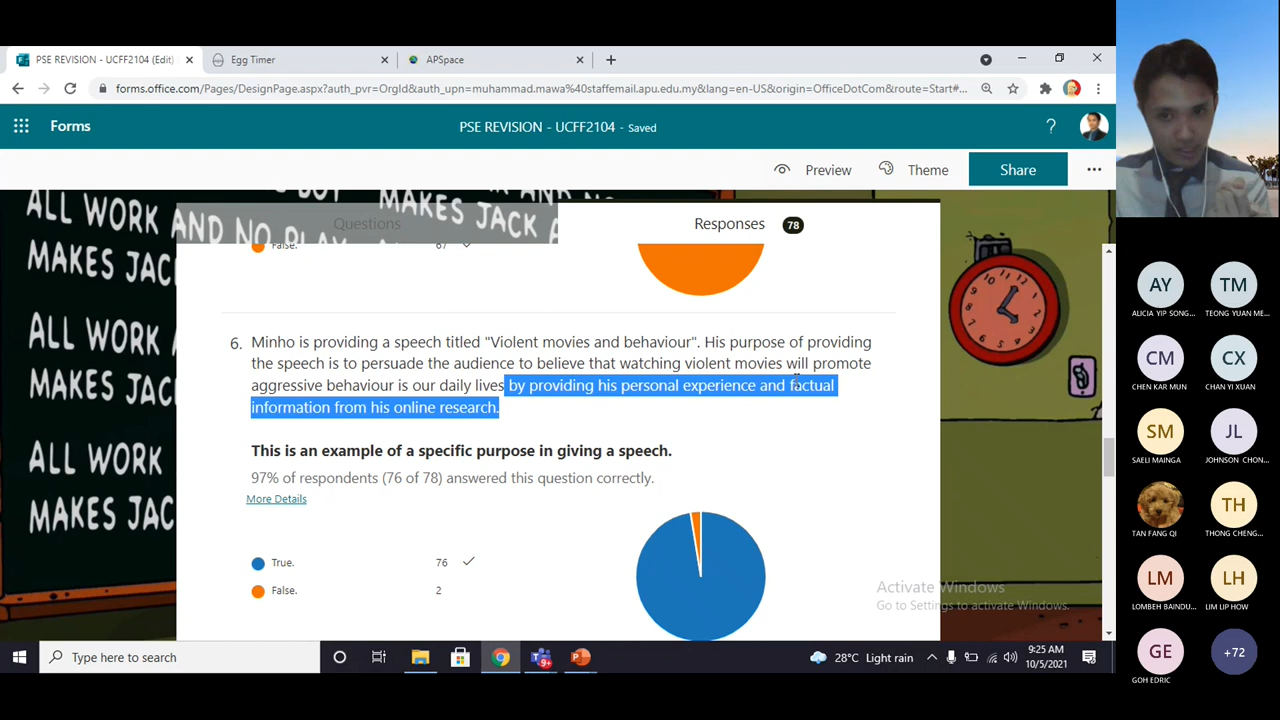 PSE REVISION - UCFF2104 (Edit)
Egg Timer
APSpace
forms.office.com/Pages/DesignPage.aspx?auth_pvr=OrgId&auth_upn=muhammad.mawa%40staffemail.apu.edu.my&lang=en-US&origin=OfficeDotCom&route=Start#...
Forms
PSE REVISION - UCFF2104 - Saved
?
Preview
Theme
Share
Questions
Responses
78
ALL WORK AND NO PLAY
MAKES JACK A
MAKES JAC
ALL WORK
MAKES JAC
ALL WORK
MAKES JAC
False.
67
6. Minho is providing a speech titled "Violent movies and behaviour". His purpose of providing
the speech is to persuade the audience to believe that watching violent movies will promote
aggressive behaviour is our daily lives by providing his personal experience and factual
information from his online research.
This is an example of a specific purpose in giving a speech.
97% of respondents (76 of 78) answered this question correctly.
More Details
True.
76
False.
2
Activate Windows
Go to Settings to activate Windows.
Type here to search
9+
28°C Light rain
9:25 AM
10/5/2021
AY
ALICIA YIP SONG...
TM
TEONG YUAN ME...
CM
CHEN KAR MUN
CX
CHAN YI XUAN
SM
SAELI MAINGA
JL
JOHNSON CHON...
TAN FANG QI
TH
THONG CHENG...
LM
LOMBEH BAINDU...
LH
LIM LIP HOW
GE
GOH EDRIC
+72